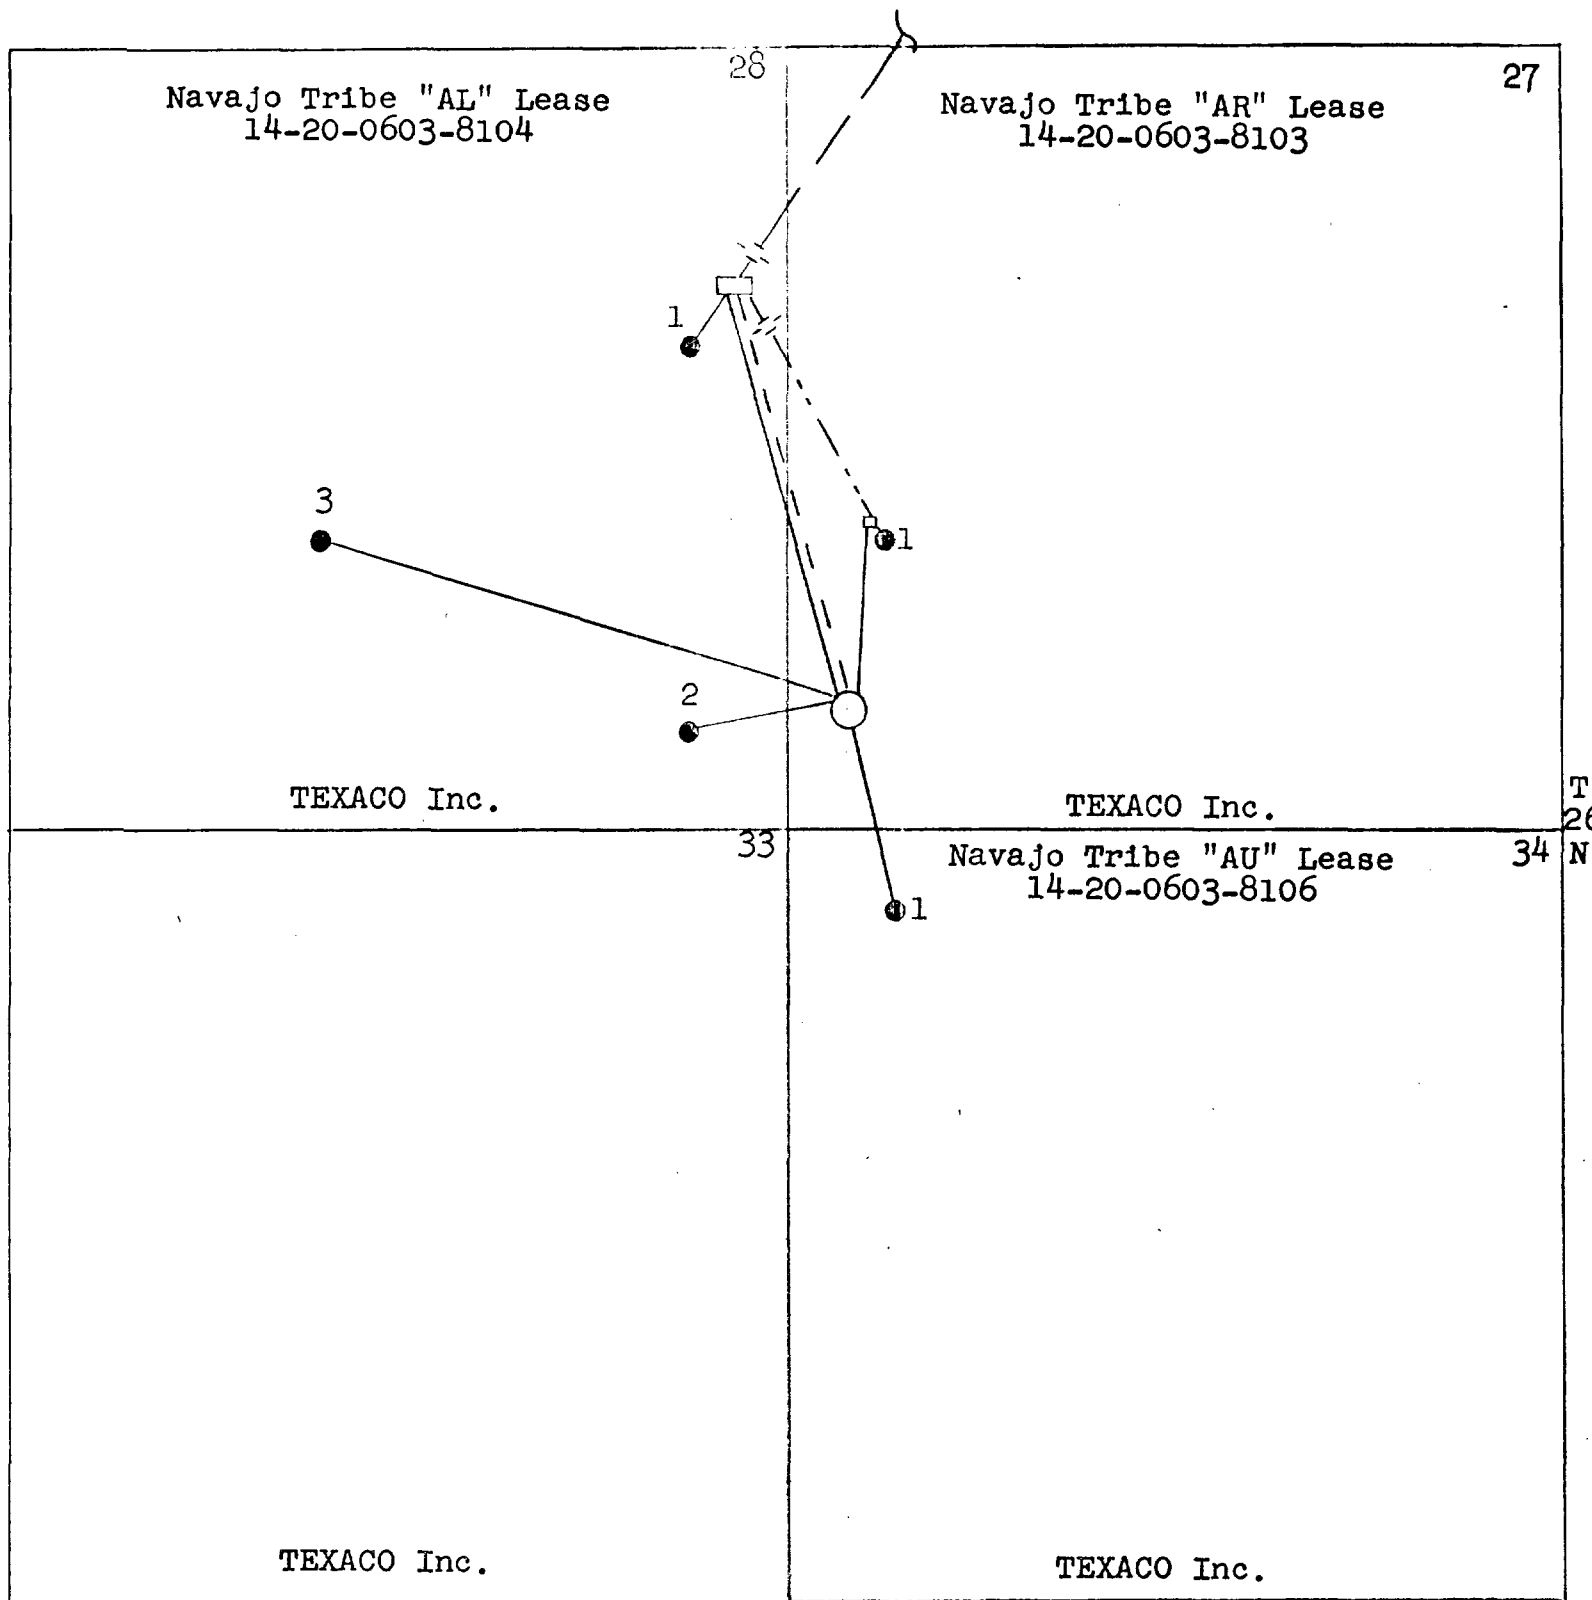 28
27
Navajo Tribe "AL" Lease
14-20-0603-8104
Navajo Tribe "AR" Lease
14-20-0603-8103
1
3
1
2
TEXACO Inc.
TEXACO Inc.
T
26
N
33
34
Navajo Tribe "AU" Lease
14-20-0603-8106
1
TEXACO Inc.
TEXACO Inc.